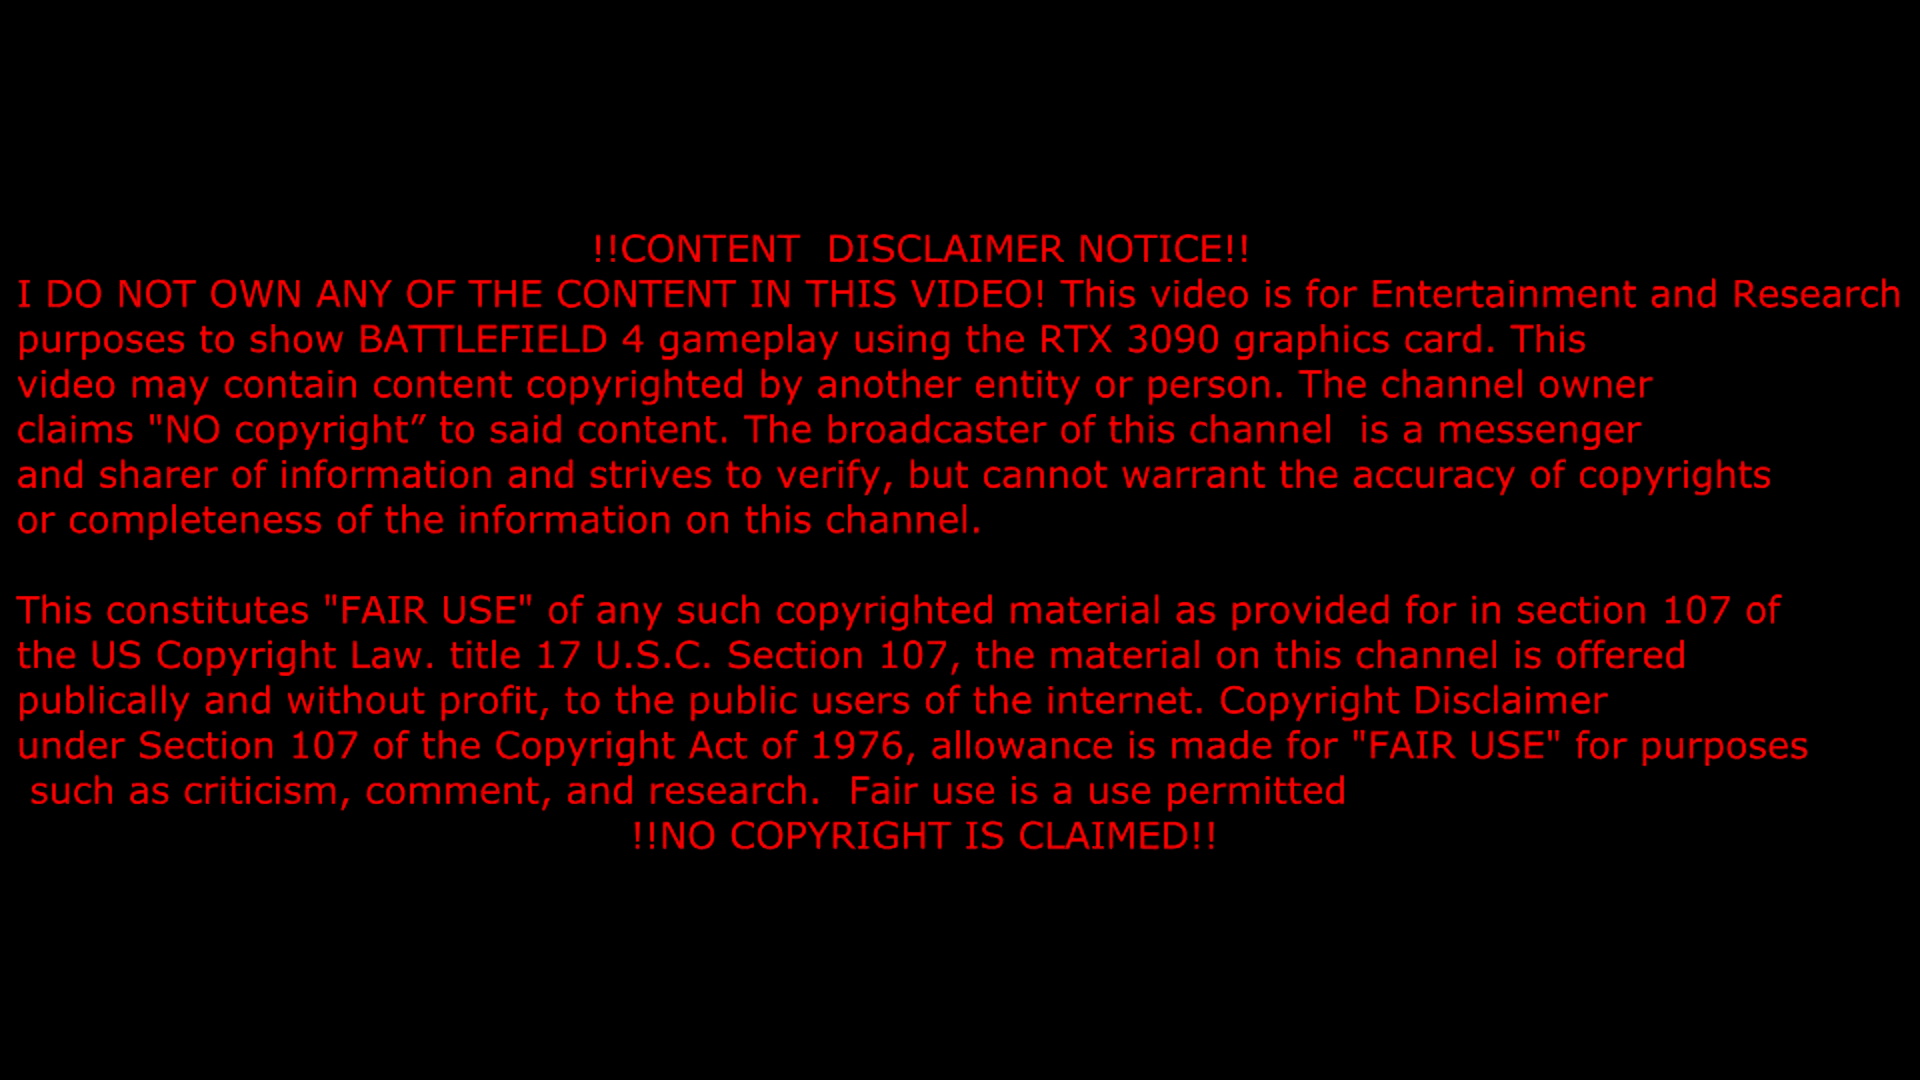 !!CONTENT  DISCLAIMER NOTICE!!
I DO NOT OWN ANY OF THE CONTENT IN THIS VIDEO! This video is for Entertainment and Research
purposes to show BATTLEFIELD 4 gameplay using the RTX 3090 graphics card. This
video may contain content copyrighted by another entity or person. The channel owner
claims "NO copyright” to said content. The broadcaster of this channel  is a messenger
and sharer of information and strives to verify, but cannot warrant the accuracy of copyrights
or completeness of the information on this channel.
This constitutes "FAIR USE" of any such copyrighted material as provided for in section 107 of
the US Copyright Law. title 17 U.S.C. Section 107, the material on this channel is offered
publically and without profit, to the public users of the internet. Copyright Disclaimer
under Section 107 of the Copyright Act of 1976, allowance is made for "FAIR USE" for purposes
such as criticism, comment, and research.  Fair use is a use permitted
!!NO COPYRIGHT IS CLAIMED!!